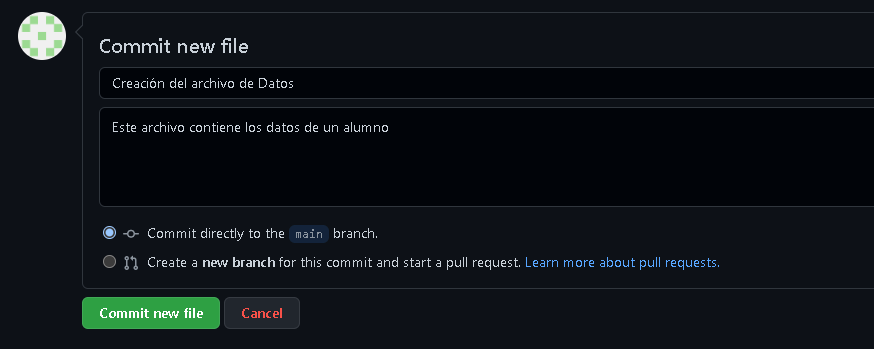 Commit new file
Creación del archivo de Datos
Este archivo contiene los datos de un alumno
Commit directly to the main branch.
Create a new branch for this commit and start a pull request. Learn more about pull requests.
Commit new file Cancel